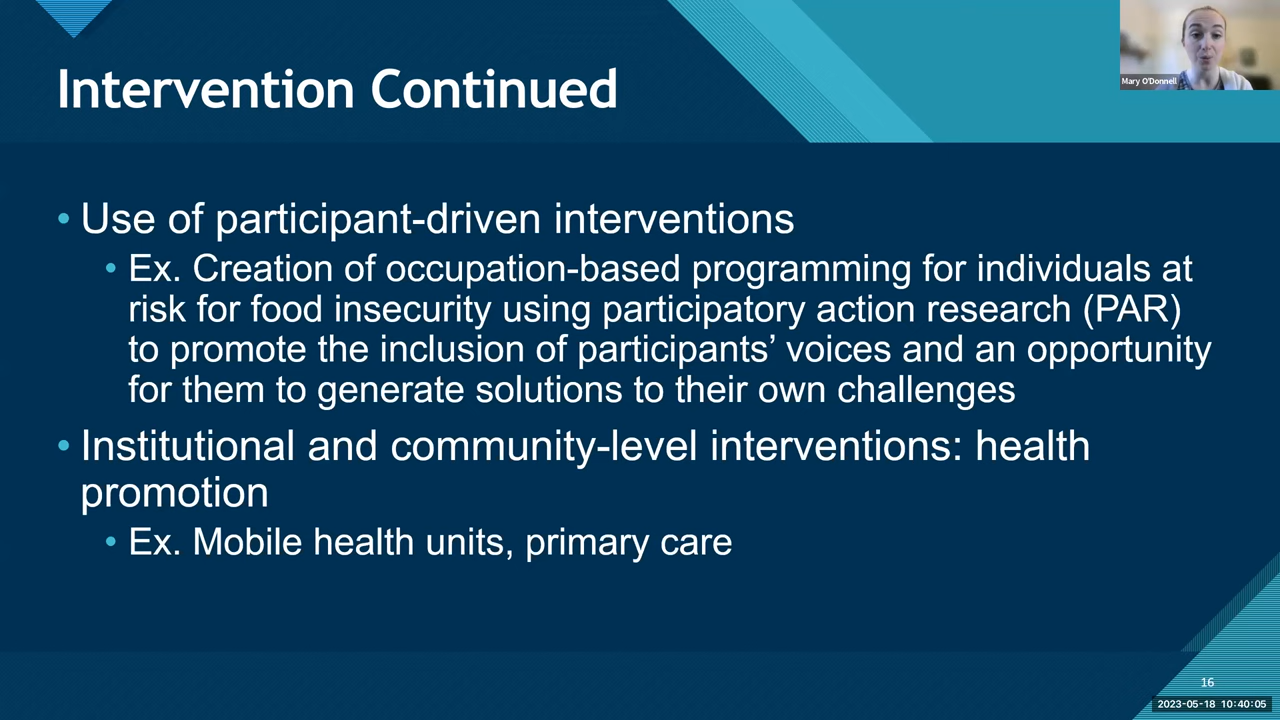 Mary O'Donnell
Intervention Continued
• Use of participant-driven interventions
• Ex. Creation of occupation-based programming for individuals at
risk for food insecurity using participatory action research (PAR)
to promote the inclusion of participants’ voices and an opportunity
for them to generate solutions to their own challenges
• Institutional and community-level interventions: health
promotion
• Ex. Mobile health units, primary care
16
2023-05-18 10:40:05